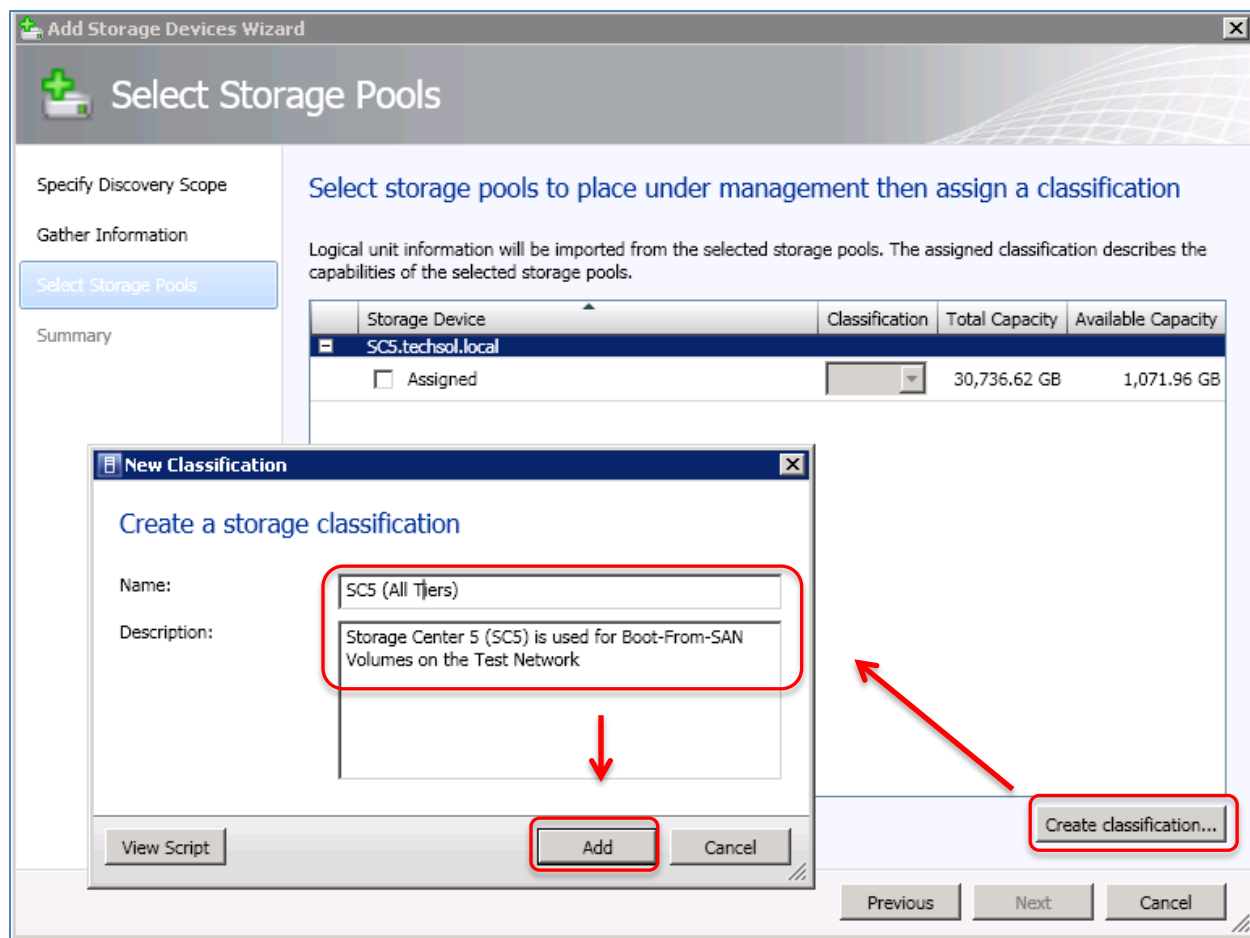 Add Storage Devices Wizard
Select Storage Pools
Specify Discovery Scope
Gather Information
Select Storage Pools
Summary
Select storage pools to place under management then assign a classification
Logical unit information will be imported from the selected storage pools. The assigned classification describes the
capabilities of the selected storage pools.
Storage Device Classification Total Capacity Available Capacity
SC5.techsol.local
Assigned 30,736.62 GB 1,071.96 GB
New Classification
Create a storage classification
Name: SC5 (All Tiers)
Description: Storage Center 5 (SC5) is used for Boot-From-SAN
Volumes on the Test Network
View Script Add Cancel
Create classification...
Previous Next Cancel